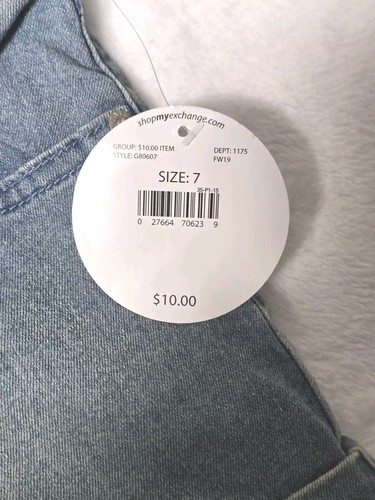 shopmyexchange.com
GROUP: $10.00 ITEM DEPT: 1175
STYLE: G80607 FW19
SIZE: 7
35-P1-15
0 27664 70623 9
$10.00